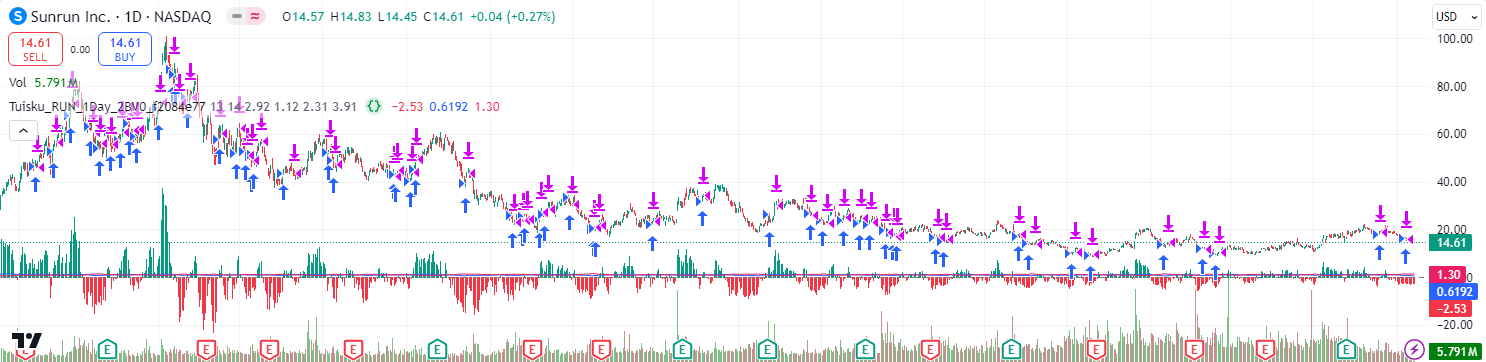 S Sunrun Inc. · 1D · NASDAQ O14.57 H14.83 L14.45 C14.61 +0.04 (+0.27%)
USD
14.61 SELL 0.00 14.61 BUY
Vol 5.791M
Tuisku_RUN_1Day_2BV0_f2084e77 13 14 2.92 1.12 2.31 3.91 {} −2.53 0.6192 1.30
100.00
80.00
60.00
40.00
20.00
14.61
1.30
0.6192
−2.53
−20.00
5.791M
E E E E E E E E E E E E E E E E